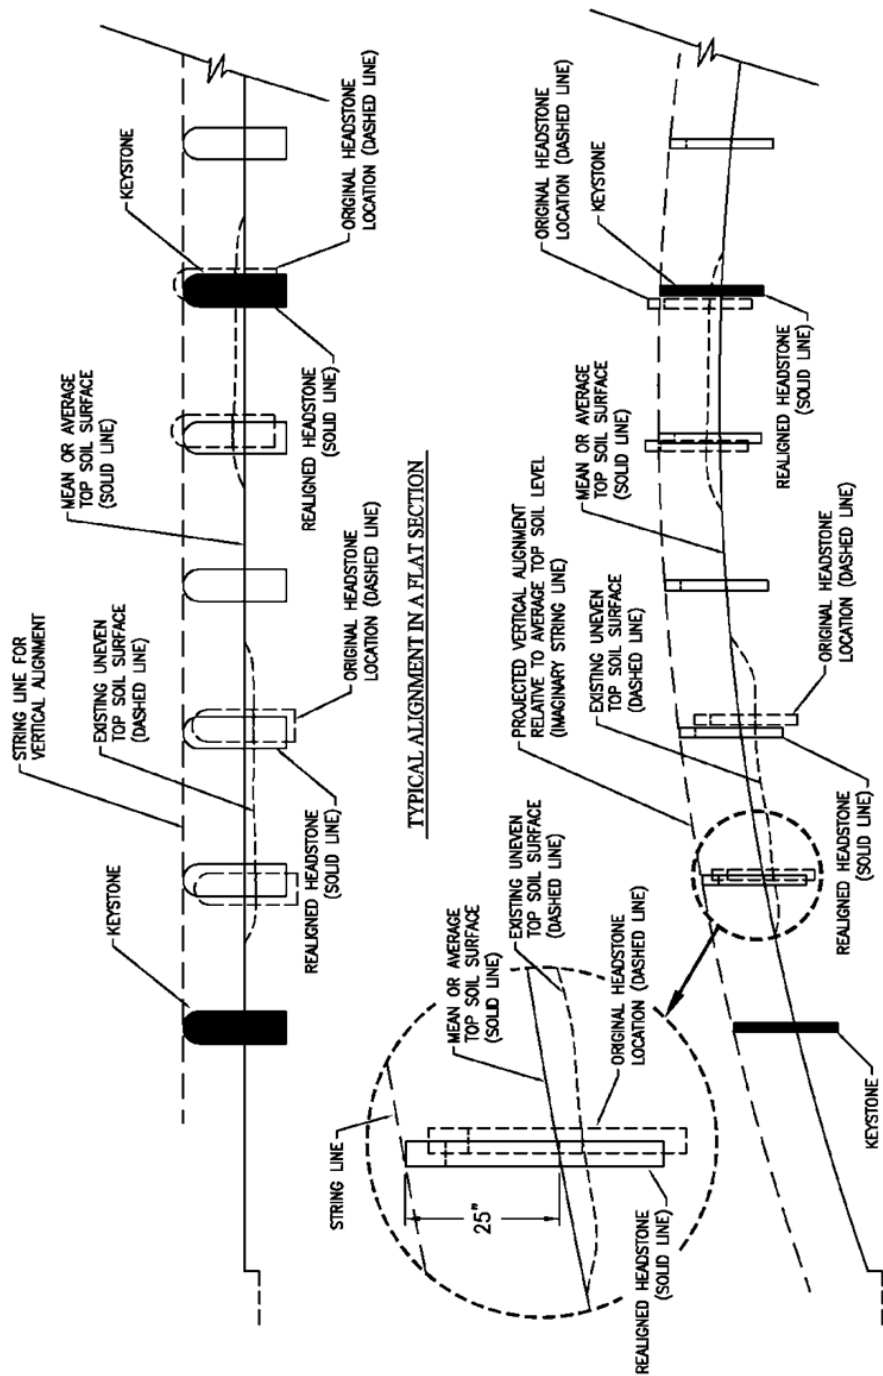 STRING LINE FOR
VERTICAL ALIGNMENT
KEYSTONE
EXISTING UNEVEN
TOP SOIL SURFACE
(DASHED LINE)
MEAN OR AVERAGE
TOP SOIL SURFACE
(SOLID LINE)
KEYSTONE
REALIGNED HEADSTONE
(SOLID LINE)
ORIGINAL HEADSTONE
LOCATION (DASHED LINE)
REALIGNED HEADSTONE
(SOLID LINE)
ORIGINAL HEADSTONE
LOCATION (DASHED LINE)
TYPICAL ALIGNMENT IN A FLAT SECTION
STRING LINE
MEAN OR AVERAGE
TOP SOIL SURFACE
(SOLID LINE)
EXISTING UNEVEN
TOP SOIL SURFACE
(DASHED LINE)
25"
ORIGINAL HEADSTONE
LOCATION (DASHED LINE)
REALIGNED HEADSTONE
(SOLID LINE)
PROJECTED VERTICAL ALIGNMENT
RELATIVE TO AVERAGE TOP SOIL LEVEL
(IMAGINARY STRING LINE)
EXISTING UNEVEN
TOP SOIL SURFACE
(DASHED LINE)
MEAN OR AVERAGE
TOP SOIL SURFACE
(SOLID LINE)
ORIGINAL HEADSTONE
LOCATION (DASHED LINE)
KEYSTONE
KEYSTONE
REALIGNED HEADSTONE
(SOLID LINE)
ORIGINAL HEADSTONE
LOCATION (DASHED LINE)
REALIGNED HEADSTONE
(SOLID LINE)